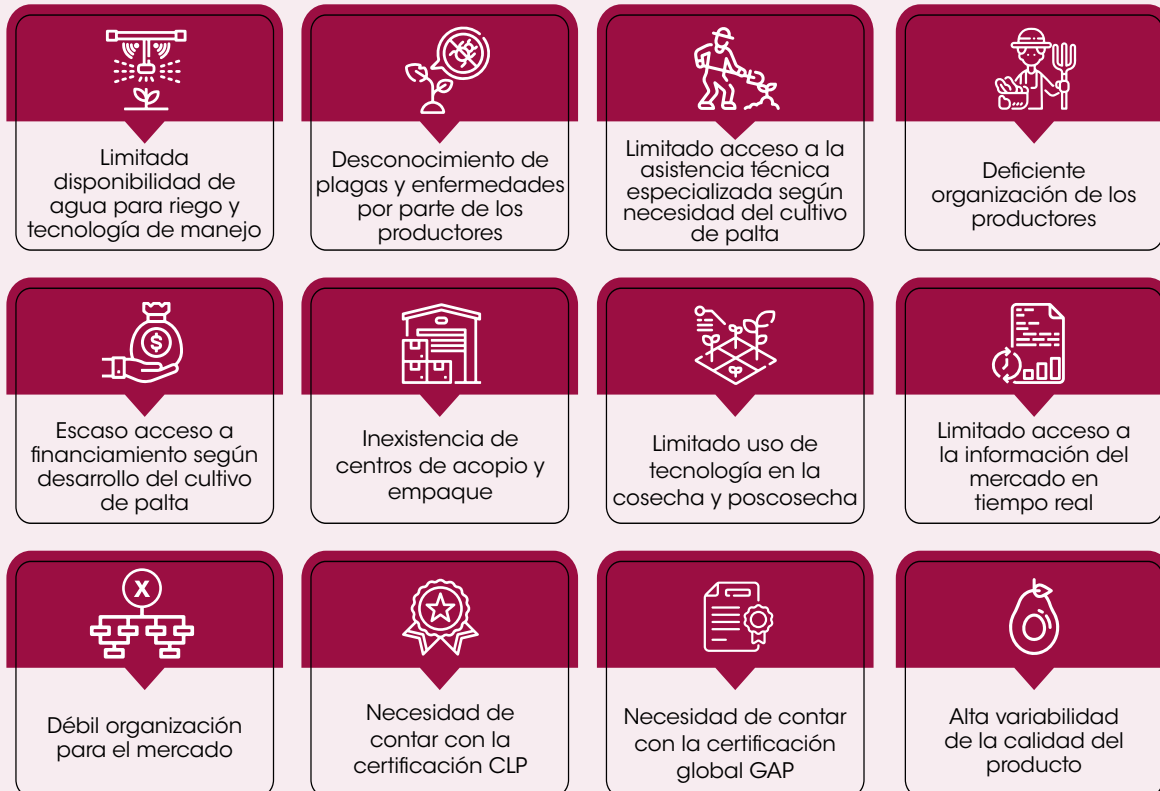 Limitada
disponibilidad de
agua para riego y
tecnología de manejo
Desconocimiento de
plagas y enfermedades
por parte de los
productores
Limitado acceso a la
asistencia técnica
especializada según
necesidad del cultivo
de palta
Deficiente
organización de los
productores
$
Escaso acceso a
financiamiento según
desarrollo del cultivo
de palta
Inexistencia de
centros de acopio y
empaque
Limitado uso de
tecnología en la
cosecha y poscosecha
Limitado acceso a
la información del
mercado en
tiempo real
X
Débil organización
para el mercado
Necesidad de
contar con la
certificación CLP
Necesidad de contar
con la certificación
global GAP
Alta variabilidad
de la calidad del
producto